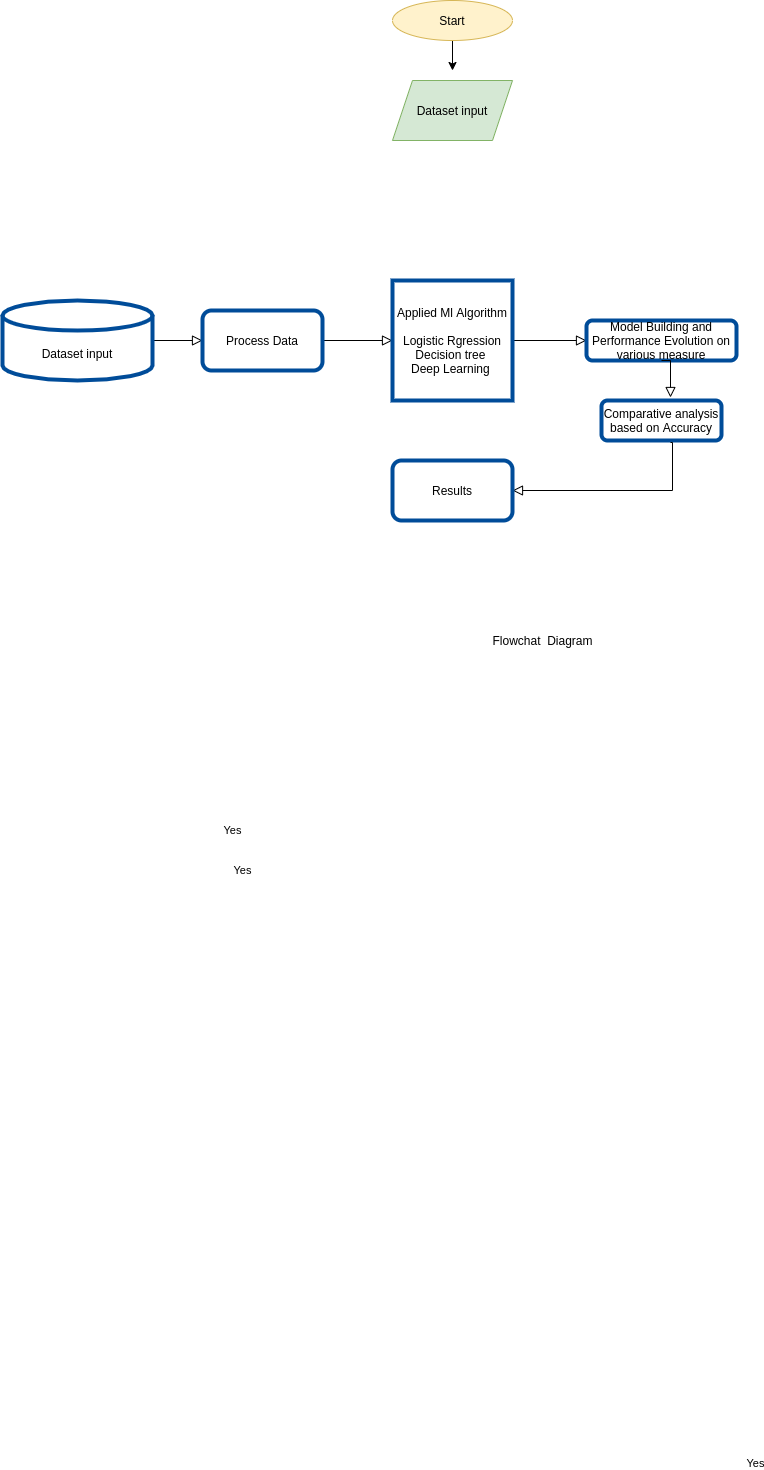 Start
Dataset input
Dataset input
Process Data
Applied Ml Algorithm
Logistic Rgression
Decision tree
Deep Learning
Model Building and
Performance Evolution on
various measure
Comparative analysis
based on Accuracy
Results
Flowchat  Diagram
Yes
Yes
Yes